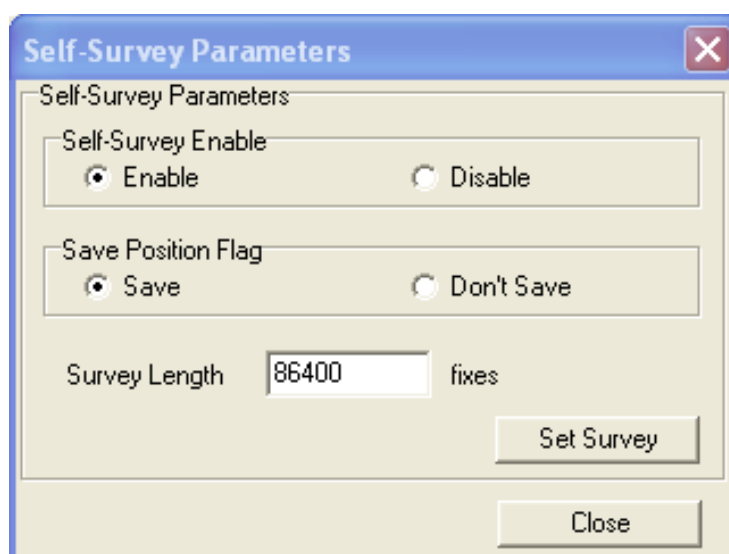 Self-Survey Parameters
Self-Survey Parameters
Self-Survey Enable
Enable Disable
Save Position Flag
Save Don't Save
Survey Length 86400 fixes
Set Survey
Close